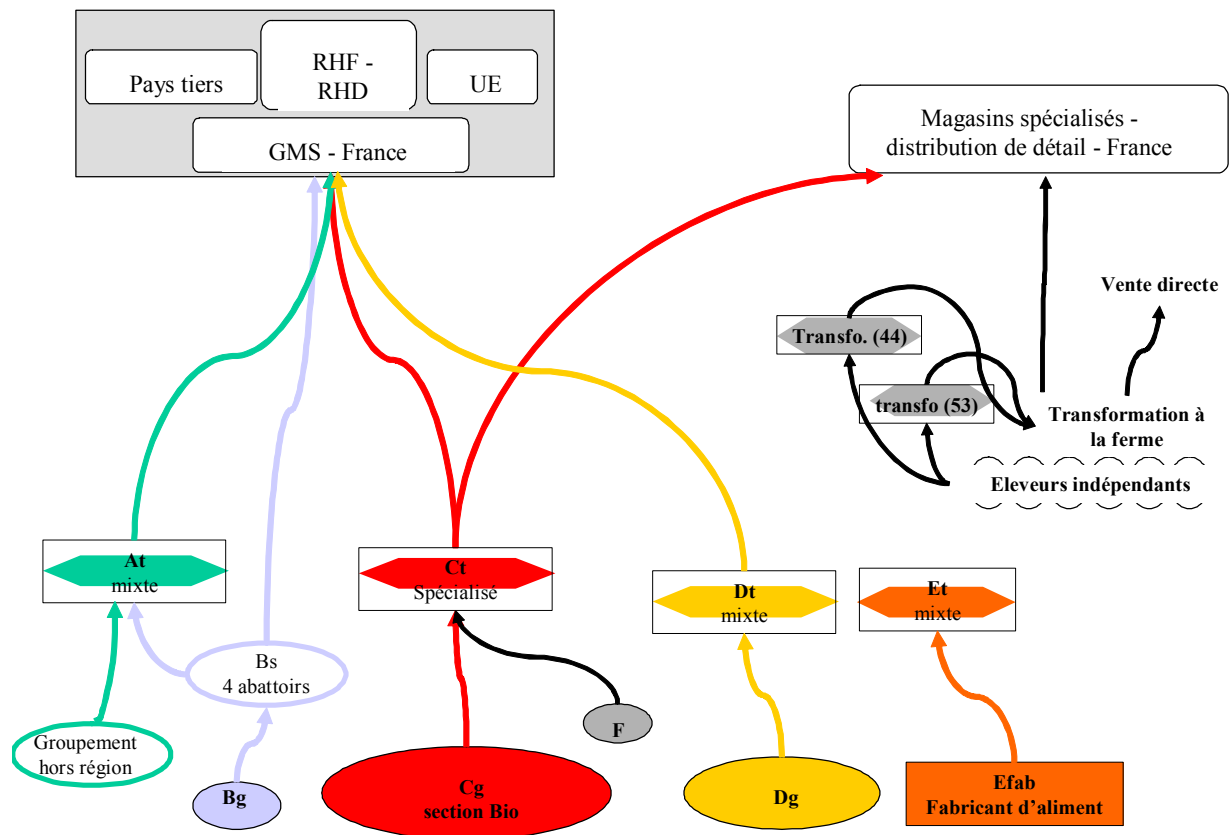 Pays tiers
RHF -
RHD
UE
GMS - France
Magasins spécialisés -
distribution de détail - France
Vente directe
Transfo. (44)
transfo (53)
Transformation à
la ferme
Eleveurs indépendants
At
mixte
Ct
Spécialisé
Dt
mixte
Et
mixte
Bs
4 abattoirs
F
Groupement
hors région
Bg
Cg
section Bio
Dg
Efab
Fabricant d’aliment